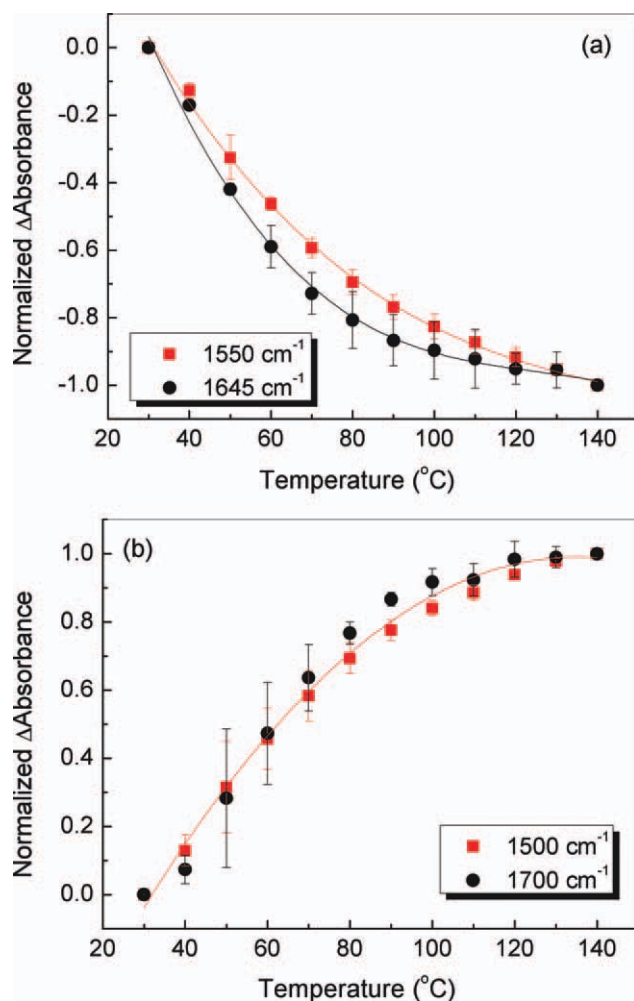 (a)
0.0
-0.2
-0.4
-0.6
-0.8
-1.0
Normalized ΔAbsorbance
1550 cm⁻¹
1645 cm⁻¹
20 40 60 80 100 120 140
Temperature (°C)
(b)
1.0
0.8
0.6
0.4
0.2
0.0
Normalized ΔAbsorbance
1500 cm⁻¹
1700 cm⁻¹
20 40 60 80 100 120 140
Temperature (°C)